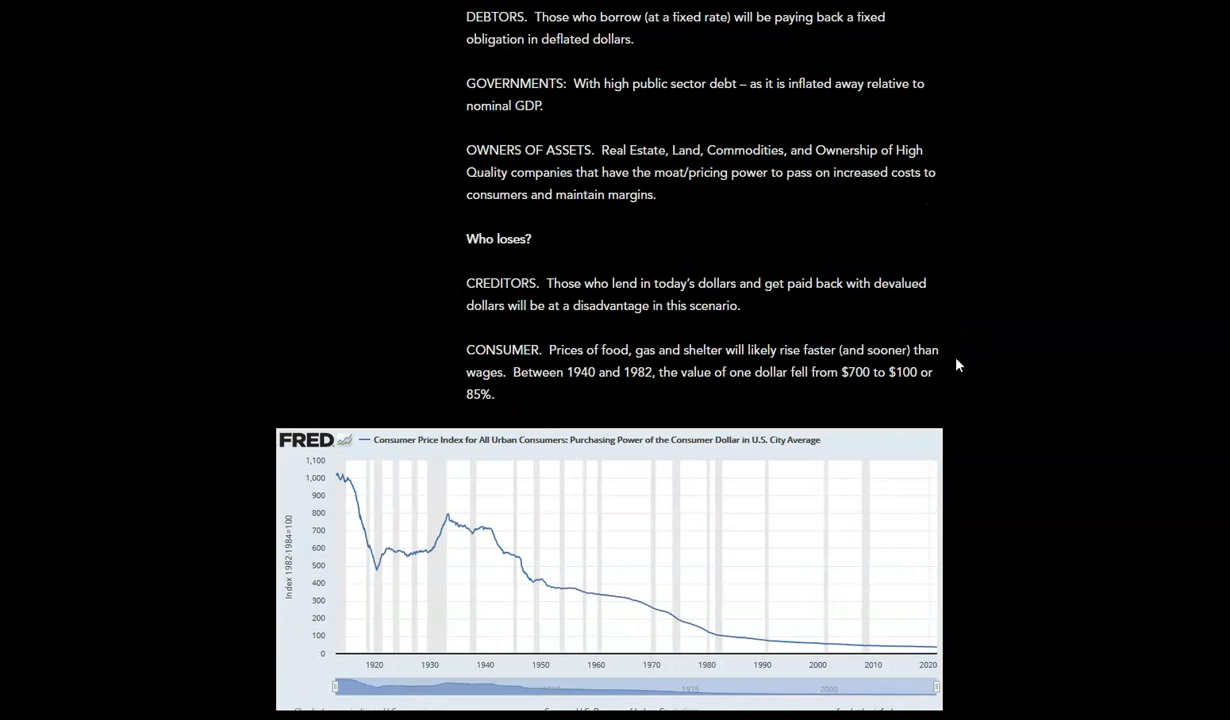 DEBTORS.  Those who borrow (at a fixed rate) will be paying back a fixed
obligation in deflated dollars.
GOVERNMENTS:  With high public sector debt – as it is inflated away relative to
nominal GDP.
OWNERS OF ASSETS.  Real Estate, Land, Commodities, and Ownership of High
Quality companies that have the moat/pricing power to pass on increased costs to
consumers and maintain margins.
Who loses?
CREDITORS.  Those who lend in today’s dollars and get paid back with devalued
dollars will be at a disadvantage in this scenario.
CONSUMER.  Prices of food, gas and shelter will likely rise faster (and sooner) than
wages.  Between 1940 and 1982, the value of one dollar fell from $700 to $100 or
85%.
FRED — Consumer Price Index for All Urban Consumers: Purchasing Power of the Consumer Dollar in U.S. City Average
Index 1982-1984=100
1,100
1,000
900
800
700
600
500
400
300
200
100
0
1920 1930 1940 1950 1960 1970 1980 1990 2000 2010 2020
1975 2000